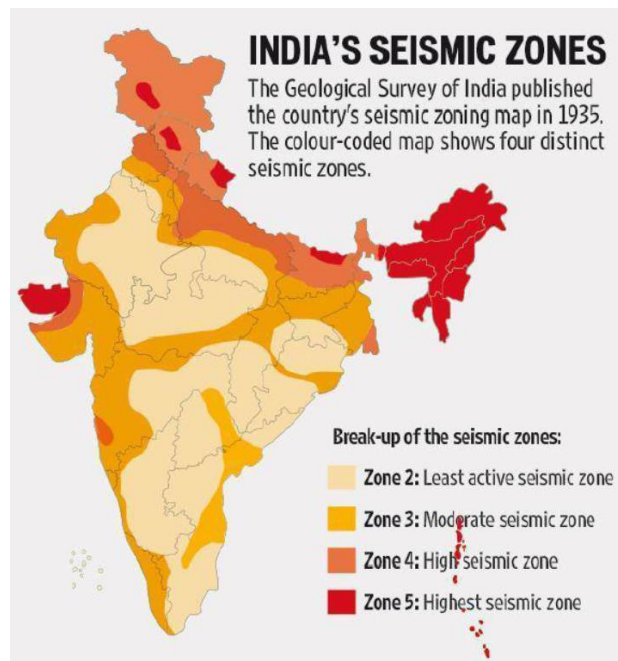 INDIA'S SEISMIC ZONES
The Geological Survey of India published
the country's seismic zoning map in 1935.
The colour-coded map shows four distinct
seismic zones.
Break-up of the seismic zones:
Zone 2: Least active seismic zone
Zone 3: Moderate seismic zone
Zone 4: High seismic zone
Zone 5: Highest seismic zone